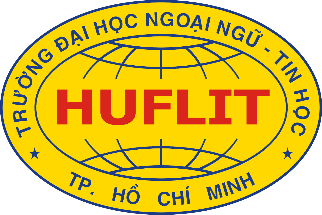 TRƯỜNG ĐẠI HỌC NGOẠI NGỮ - TIN HỌC
HUFLIT
TP. HỒ CHÍ MINH